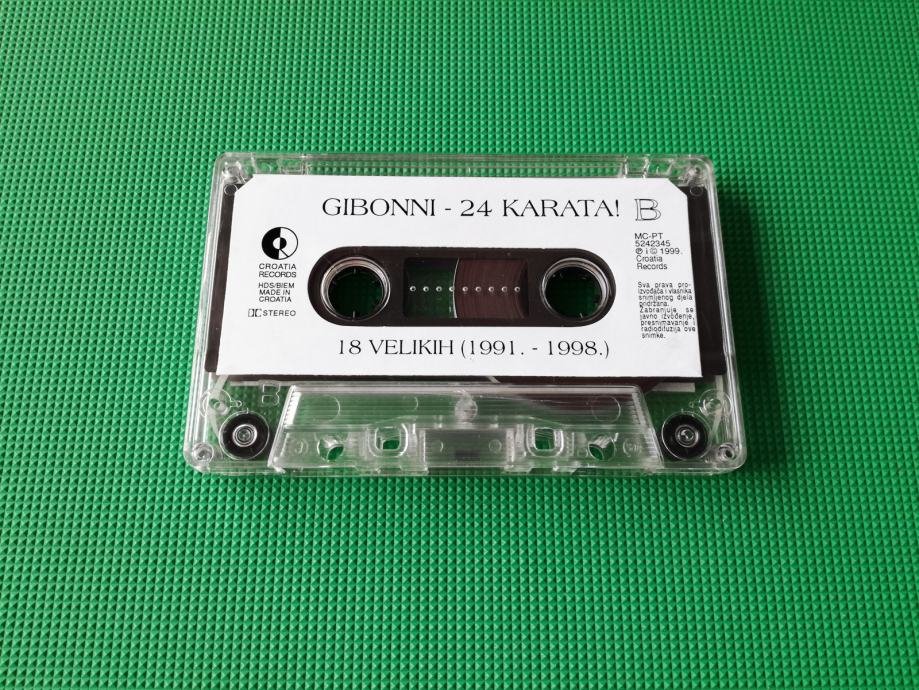 GIBONNI - 24 KARATA! B
CROATIA
RECORDS
HDS/BIEM
MADE IN
CROATIA
STEREO
MC-PT
5242345
℗ i © 1999.
Croatia
Records
Sva prava pro-
izvođača i vlasnika
snimljenog djela
pridržana.
Zabranjuje se
javno izvođenje,
presnimavanje i
radiodifuzija ove
snimke.
18 VELIKIH (1991. - 1998.)
B